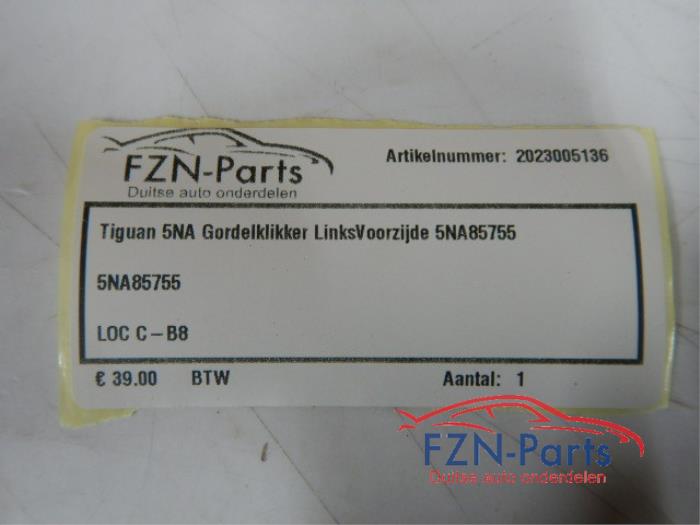 FZN-Parts
Duitse auto onderdelen
Artikelnummer: 2023005136
Tiguan 5NA Gordelklikker LinksVoorzijde 5NA85755
5NA85755
LOC C-B8
€ 39.00 BTW Aantal: 1
FZN-Parts
Duitse auto onderdelen